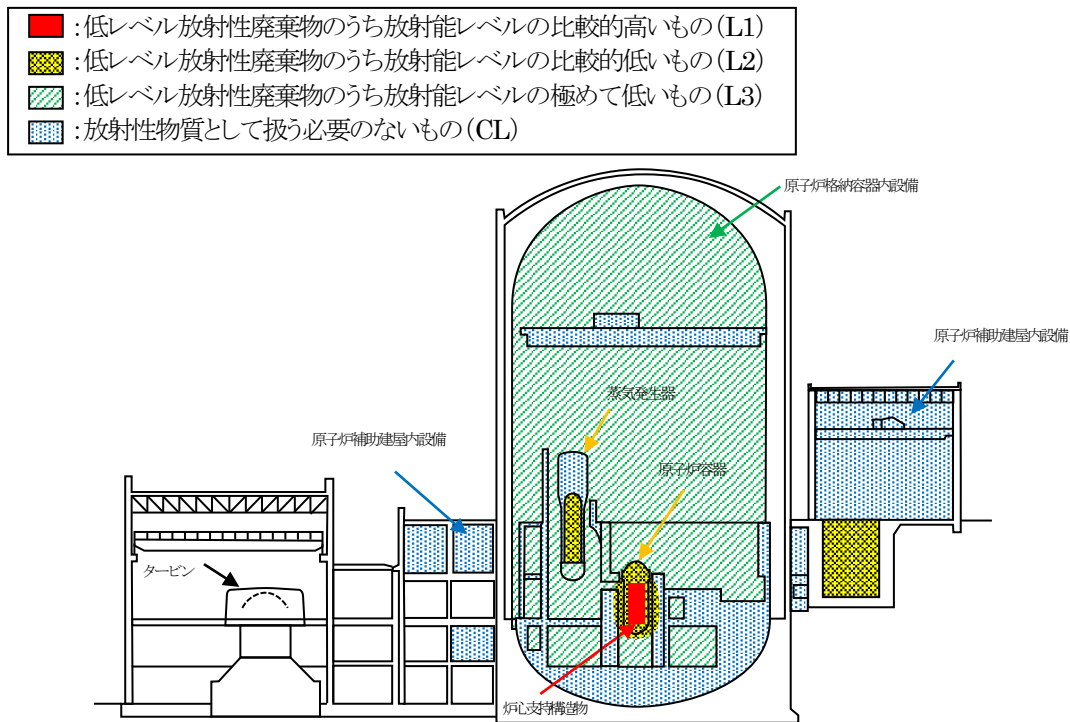 :低レベル放射性廃棄物のうち放射能レベルの比較的高いもの(L1)
:低レベル放射性廃棄物のうち放射能レベルの比較的低いもの(L2)
:低レベル放射性廃棄物のうち放射能レベルの極めて低いもの(L3)
:放射性物質として扱う必要のないもの(CL)
原子炉格納容器内設備
原子炉補助建屋内設備
蒸気発生器
原子炉補助建屋内設備
原子炉容器
タービン
炉心支持構造物